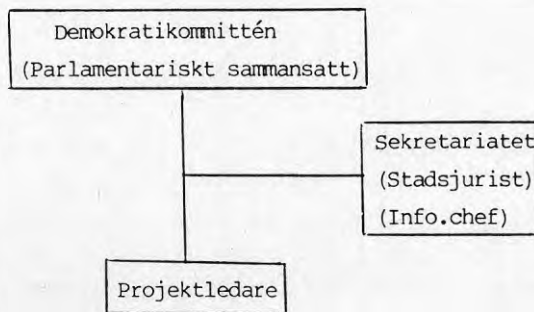 Demokratikommittén
(Parlamentariskt sammansatt)
Sekretariatet
(Stadsjurist)
(Info.chef)
Projektledare